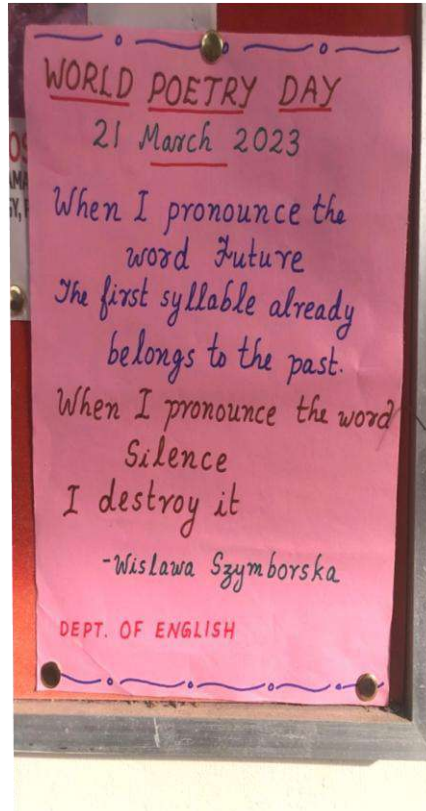 WORLD POETRY DAY
21 March 2023
When I pronounce the
word Future
The first syllable already
belongs to the past.
When I pronounce the word
Silence
I destroy it
-Wislawa Szymborska
DEPT. OF ENGLISH